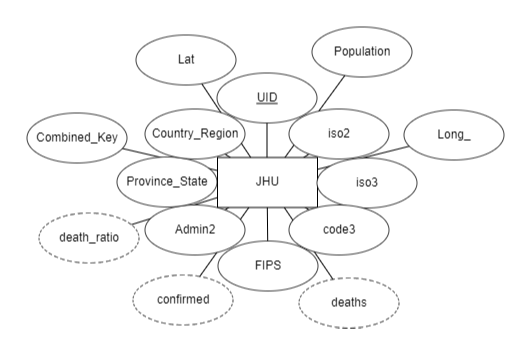 Lat
Population
UID
Combined_Key
Country_Region
iso2
Long_
Province_State
JHU
iso3
death_ratio
Admin2
code3
FIPS
confirmed
deaths